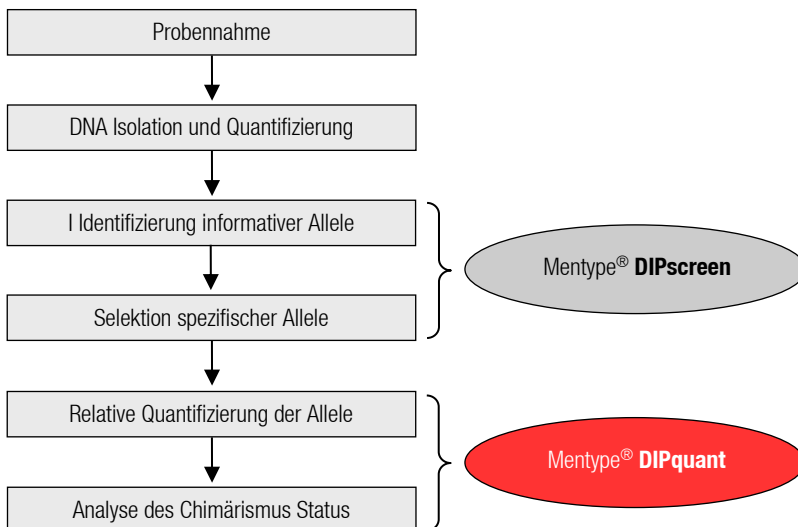 Probennahme
DNA Isolation und Quantifizierung
I Identifizierung informativer Allele
Mentype® DIPscreen
Selektion spezifischer Allele
Relative Quantifizierung der Allele
Mentype® DIPquant
Analyse des Chimärismus Status